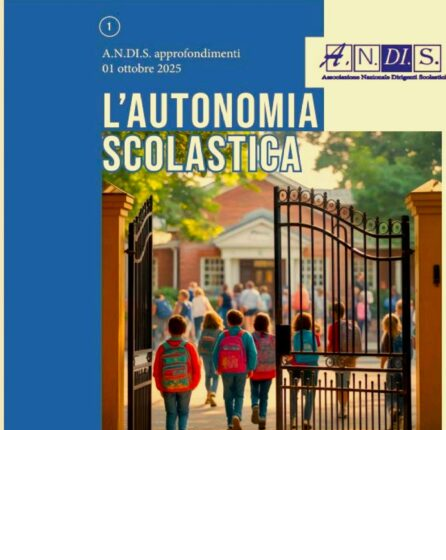 1
A.N.DI.S. approfondimenti
01 ottobre 2025
A.N.DI.S.
Associazione Nazionale Dirigenti Scolastici
L'AUTONOMIA
SCOLASTICA